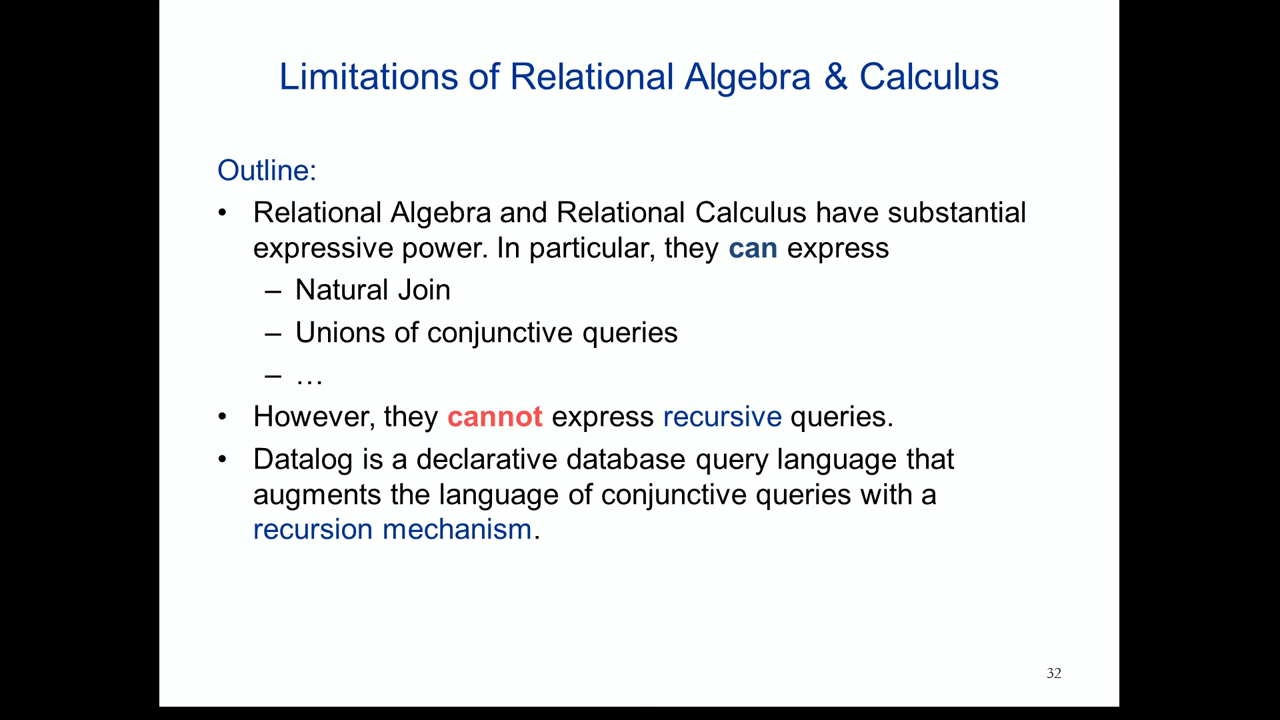 Limitations of Relational Algebra & Calculus
Outline:
• Relational Algebra and Relational Calculus have substantial
expressive power. In particular, they can express
– Natural Join
– Unions of conjunctive queries
– …
• However, they cannot express recursive queries.
• Datalog is a declarative database query language that
augments the language of conjunctive queries with a
recursion mechanism.
32